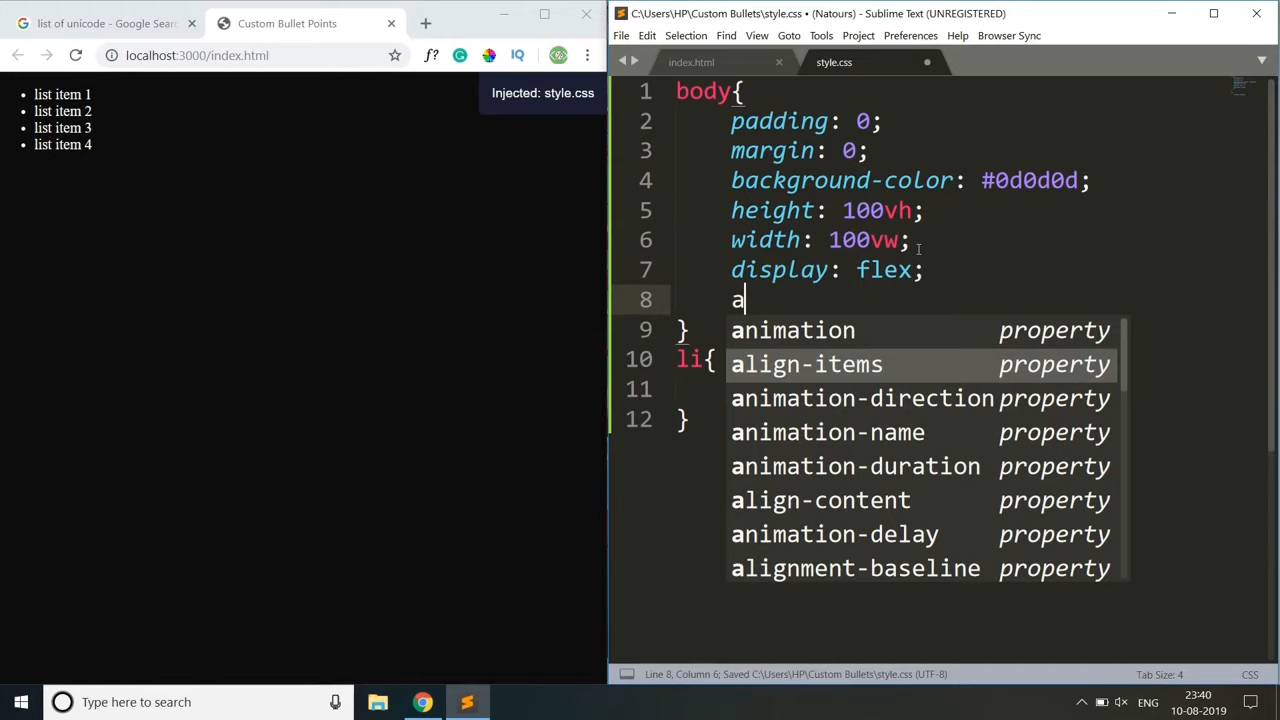 list of unicode - Google Searc
Custom Bullet Points
localhost:3000/index.html
f?
IQ
list item 1
list item 2
list item 3
list item 4
Injected: style.css
C:\Users\HP\Custom Bullets\style.css • (Natours) - Sublime Text (UNREGISTERED)
File Edit Selection Find View Goto Tools Project Preferences Help Browser Sync
index.html
style.css
1 body{
2 padding: 0;
3 margin: 0;
4 background-color: #0d0d0d;
5 height: 100vh;
6 width: 100vw;
7 display: flex;
8 a
9 }
10 li{
11
12 }
animation property
align-items property
animation-direction property
animation-name property
animation-duration property
align-content property
animation-delay property
alignment-baseline property
Line 8, Column 6; Saved C:\Users\HP\Custom Bullets\style.css (UTF-8)
Tab Size: 4
CSS
Type here to search
ENG
23:40
10-08-2019